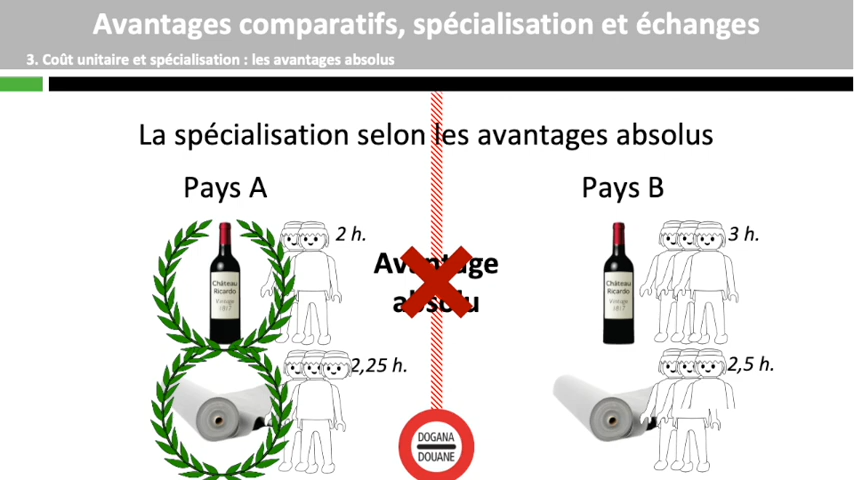 Avantages comparatifs, spécialisation et échanges
3. Coût unitaire et spécialisation : les avantages absolus
La spécialisation selon les avantages absolus
Pays A
Pays B
2 h.
3 h.
Avantage
absolu
Château
Ricardo
Vintage
1817
Château
Ricardo
Vintage
1817
2,25 h.
2,5 h.
DOGANA
DOUANE